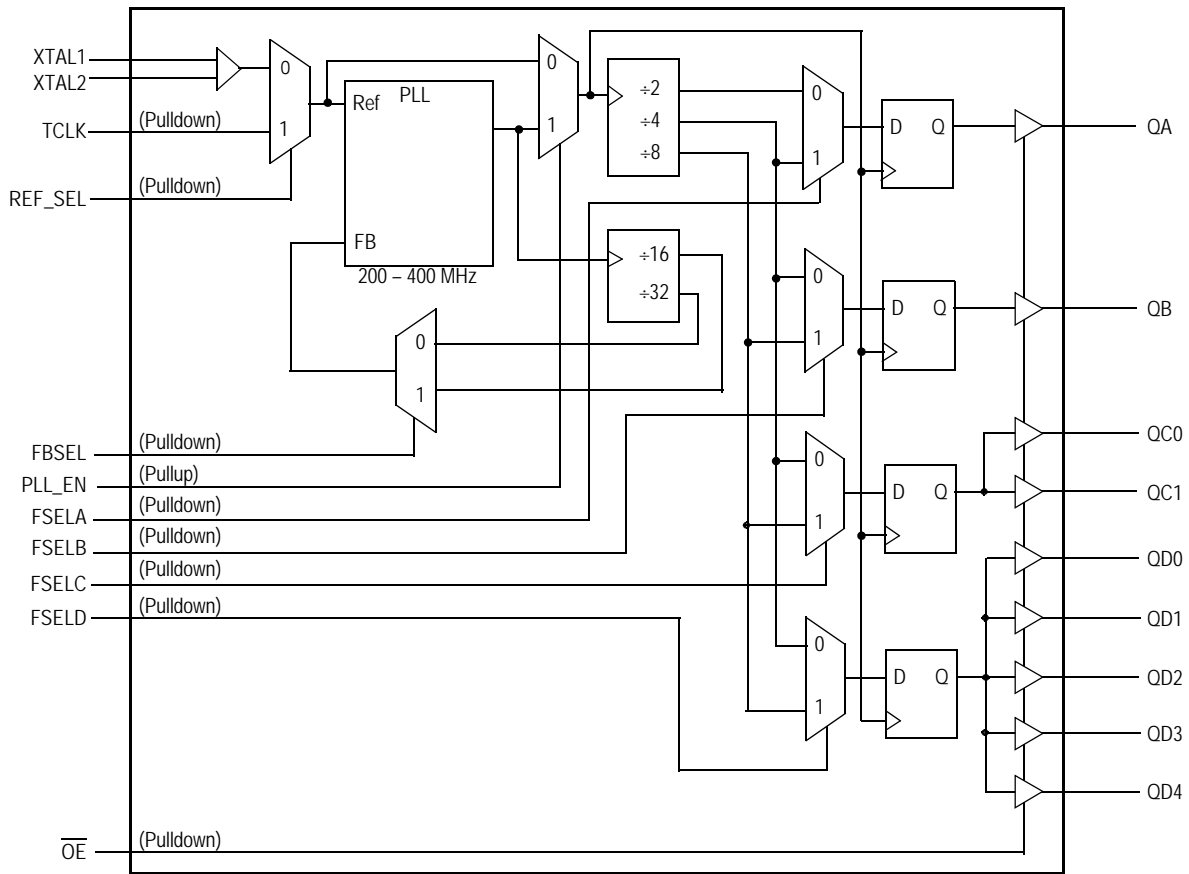 XTAL1
XTAL2
TCLK
(Pulldown)
REF_SEL
(Pulldown)
0
1
Ref
PLL
FB
200 – 400 MHz
0
1
÷2
÷4
÷8
÷16
÷32
0
1
0
1
D
Q
QA
0
1
D
Q
QB
FBSEL
(Pulldown)
PLL_EN
(Pullup)
FSELA
(Pulldown)
FSELB
(Pulldown)
FSELC
(Pulldown)
FSELD
(Pulldown)
0
1
D
Q
QC0
QC1
0
1
D
Q
QD0
QD1
QD2
QD3
QD4
OE
(Pulldown)